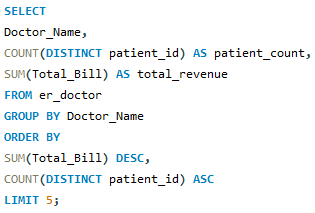 SELECT
Doctor_Name,
COUNT(DISTINCT patient_id) AS patient_count,
SUM(Total_Bill) AS total_revenue
FROM er_doctor
GROUP BY Doctor_Name
ORDER BY
SUM(Total_Bill) DESC,
COUNT(DISTINCT patient_id) ASC
LIMIT 5;